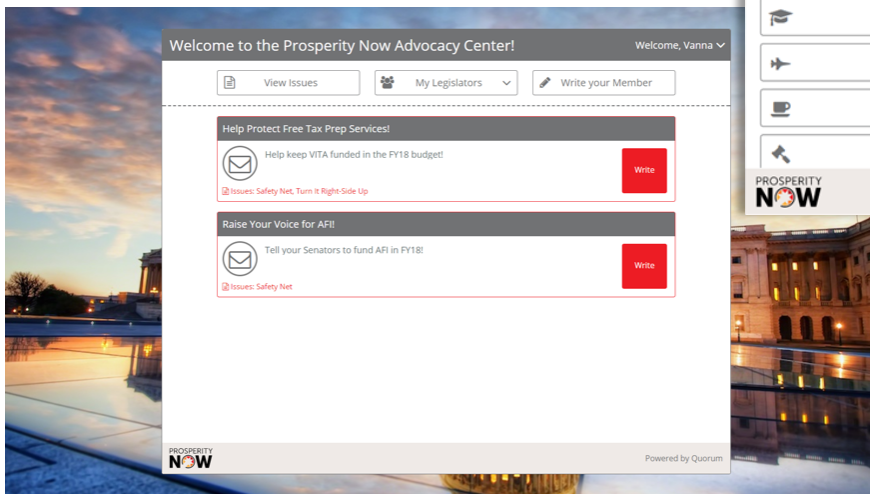 Welcome to the Prosperity Now Advocacy Center!
Welcome, Vanna
View Issues
My Legislators
Write your Member
Help Protect Free Tax Prep Services!
Help keep VITA funded in the FY18 budget!
Write
Issues: Safety Net, Turn It Right-Side Up
Raise Your Voice for AFI!
Tell your Senators to fund AFI in FY18!
Write
Issues: Safety Net
PROSPERITY
NOW
Powered by Quorum
PROSPERITY
NOW